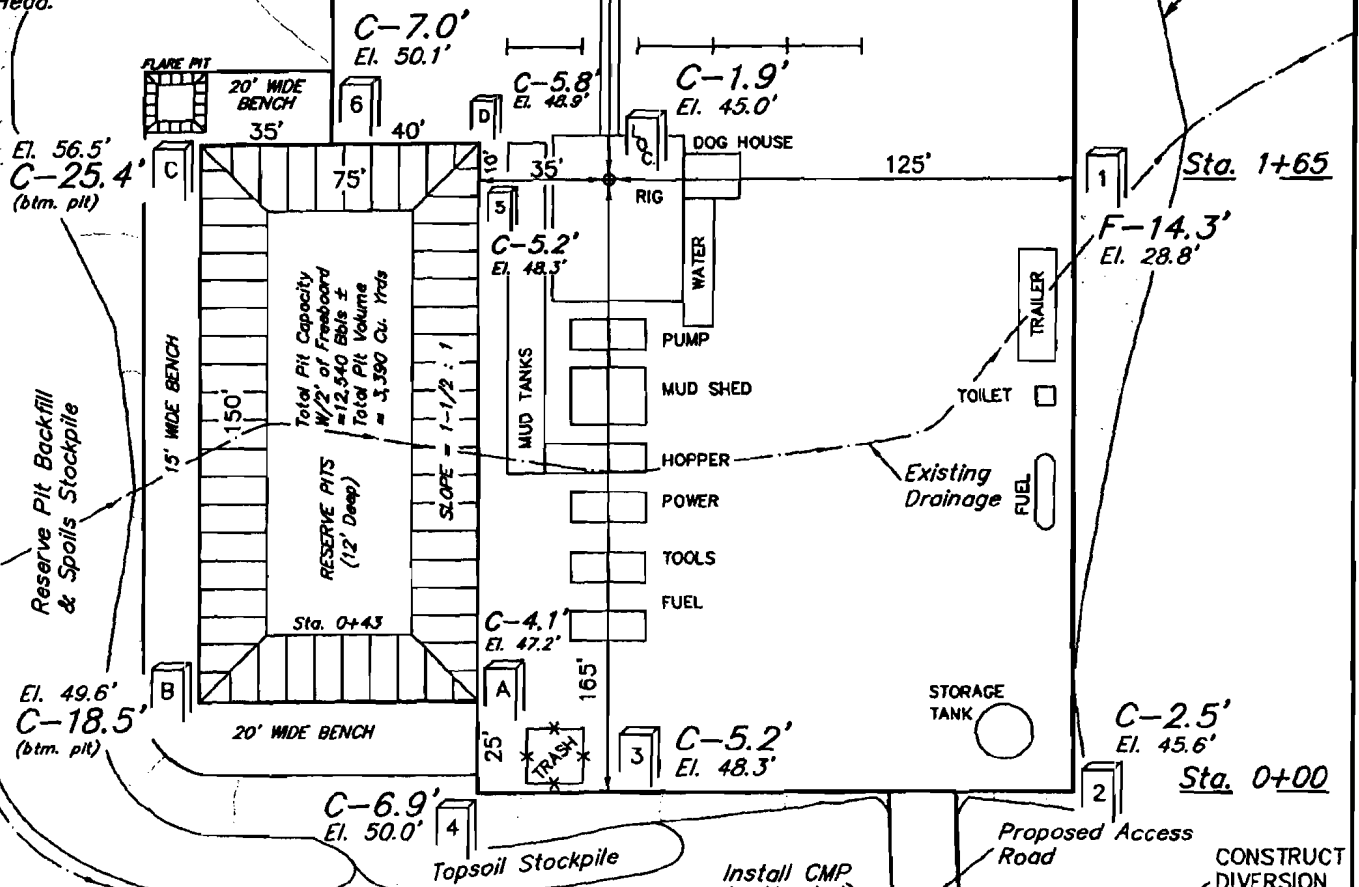 Head.
C-7.0'
El. 50.1'
FLARE PIT
20' WIDE
BENCH
6
D
C-5.8'
El. 48.9'
C-1.9'
El. 45.0'
35'
40'
LOC.
DOG HOUSE
El. 56.5'
C-25.4'
(btm. pit)
C
75'
10'
35'
RIG
125'
1
Sta. 1+65
5
C-5.2'
El. 48.3'
F-14.3'
El. 28.8'
WATER
TRAILER
Total Pit Capacity
W/2' of Freeboard
=12,540 Bbls ±
Total Pit Volume
= 3,390 Cu. Yrds
PUMP
MUD SHED
MUD TANKS
TOILET
15' WIDE BENCH
150'
SLOPE = 1-1/2 : 1
HOPPER
Existing
Drainage
FUEL
POWER
RESERVE PITS
(12' Deep)
Reserve Pit Backfill
& Spoils Stockpile
TOOLS
FUEL
Sta. 0+43
C-4.1'
El. 47.2'
165'
El. 49.6'
C-18.5'
(btm. pit)
B
A
20' WIDE BENCH
25'
TRASH
3
C-5.2'
El. 48.3'
STORAGE
TANK
C-2.5'
El. 45.6'
2
Sta. 0+00
C-6.9'
El. 50.0'
4
Topsoil Stockpile
Proposed Access
Road
Install CMP
CONSTRUCT
DIVERSION